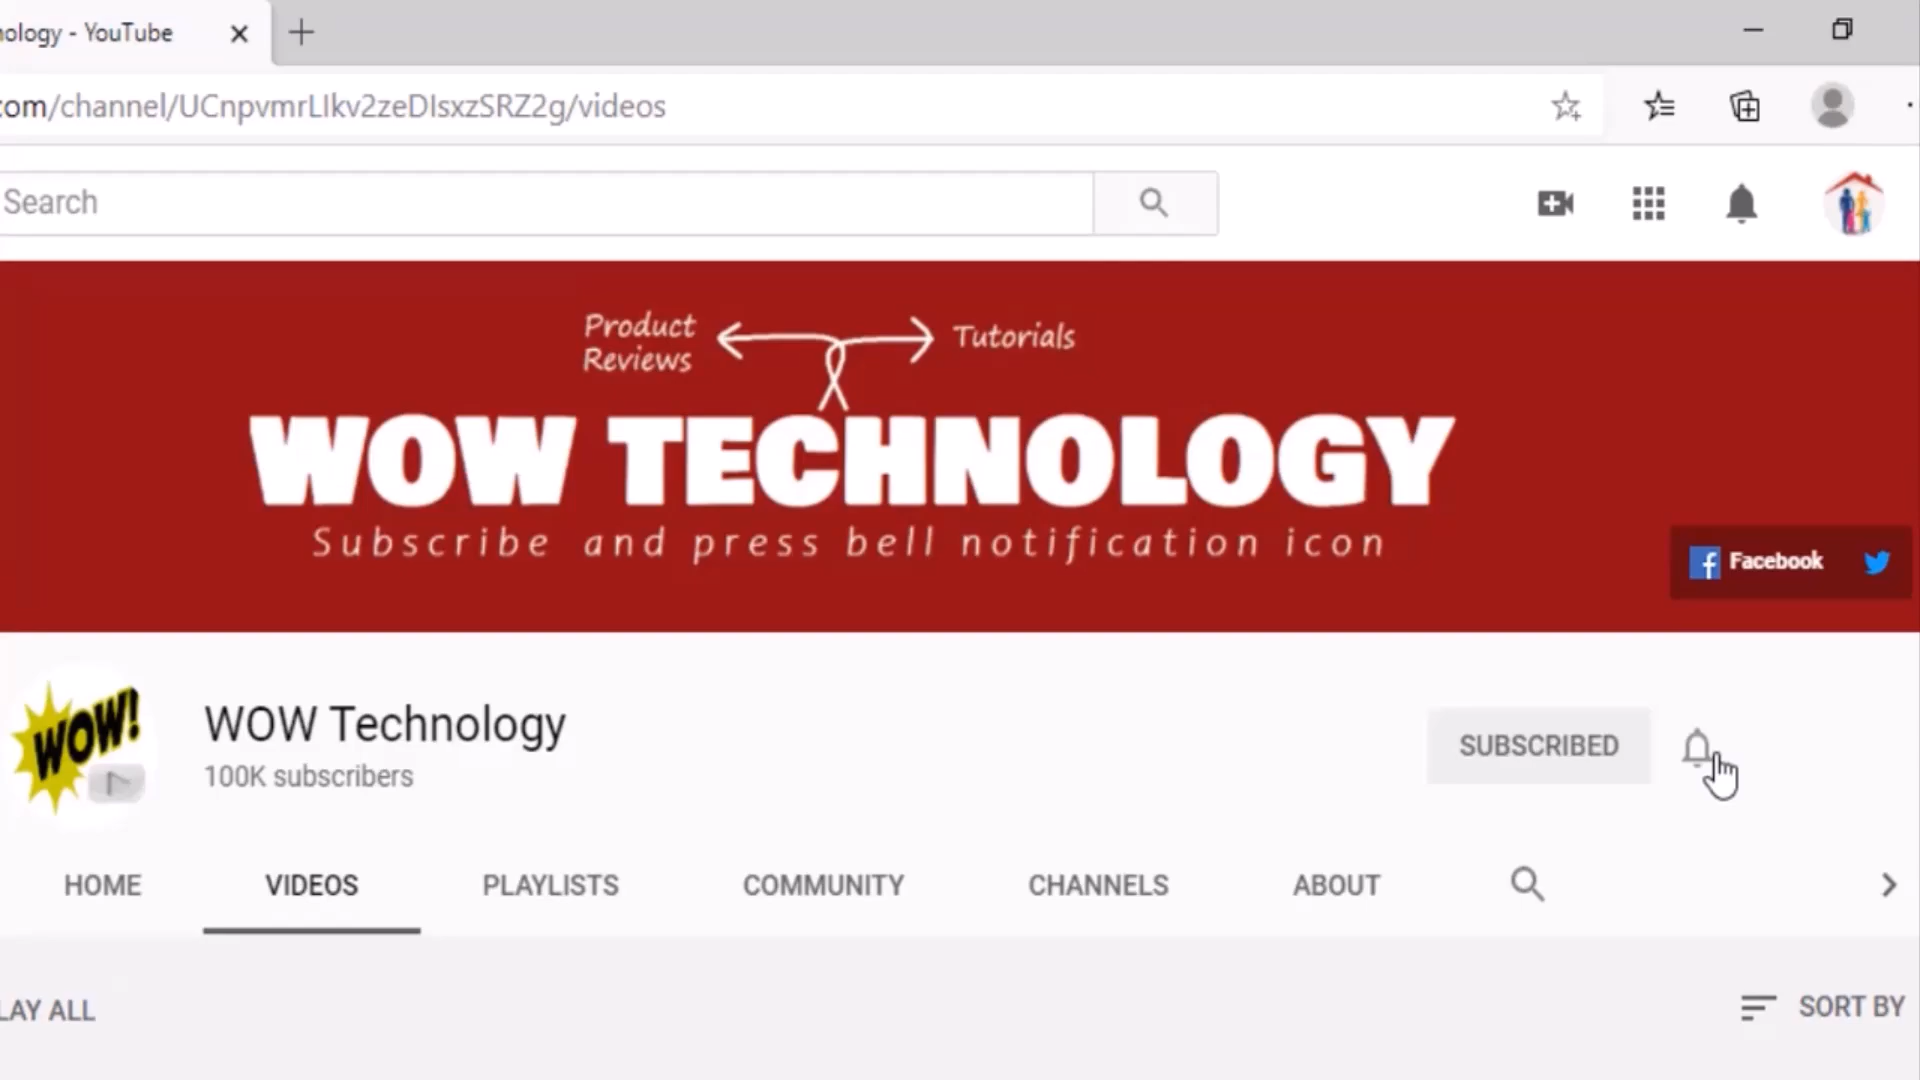 nology - YouTube
com/channel/UCnpvmrLIkv2zeDIsxzSRZ2g/videos
Search
Product
Reviews
Tutorials
WOW TECHNOLOGY
Subscribe and press bell notification icon
f Facebook
WOW!
WOW Technology
100K subscribers
SUBSCRIBED
HOME VIDEOS PLAYLISTS COMMUNITY CHANNELS ABOUT
LAY ALL
SORT BY